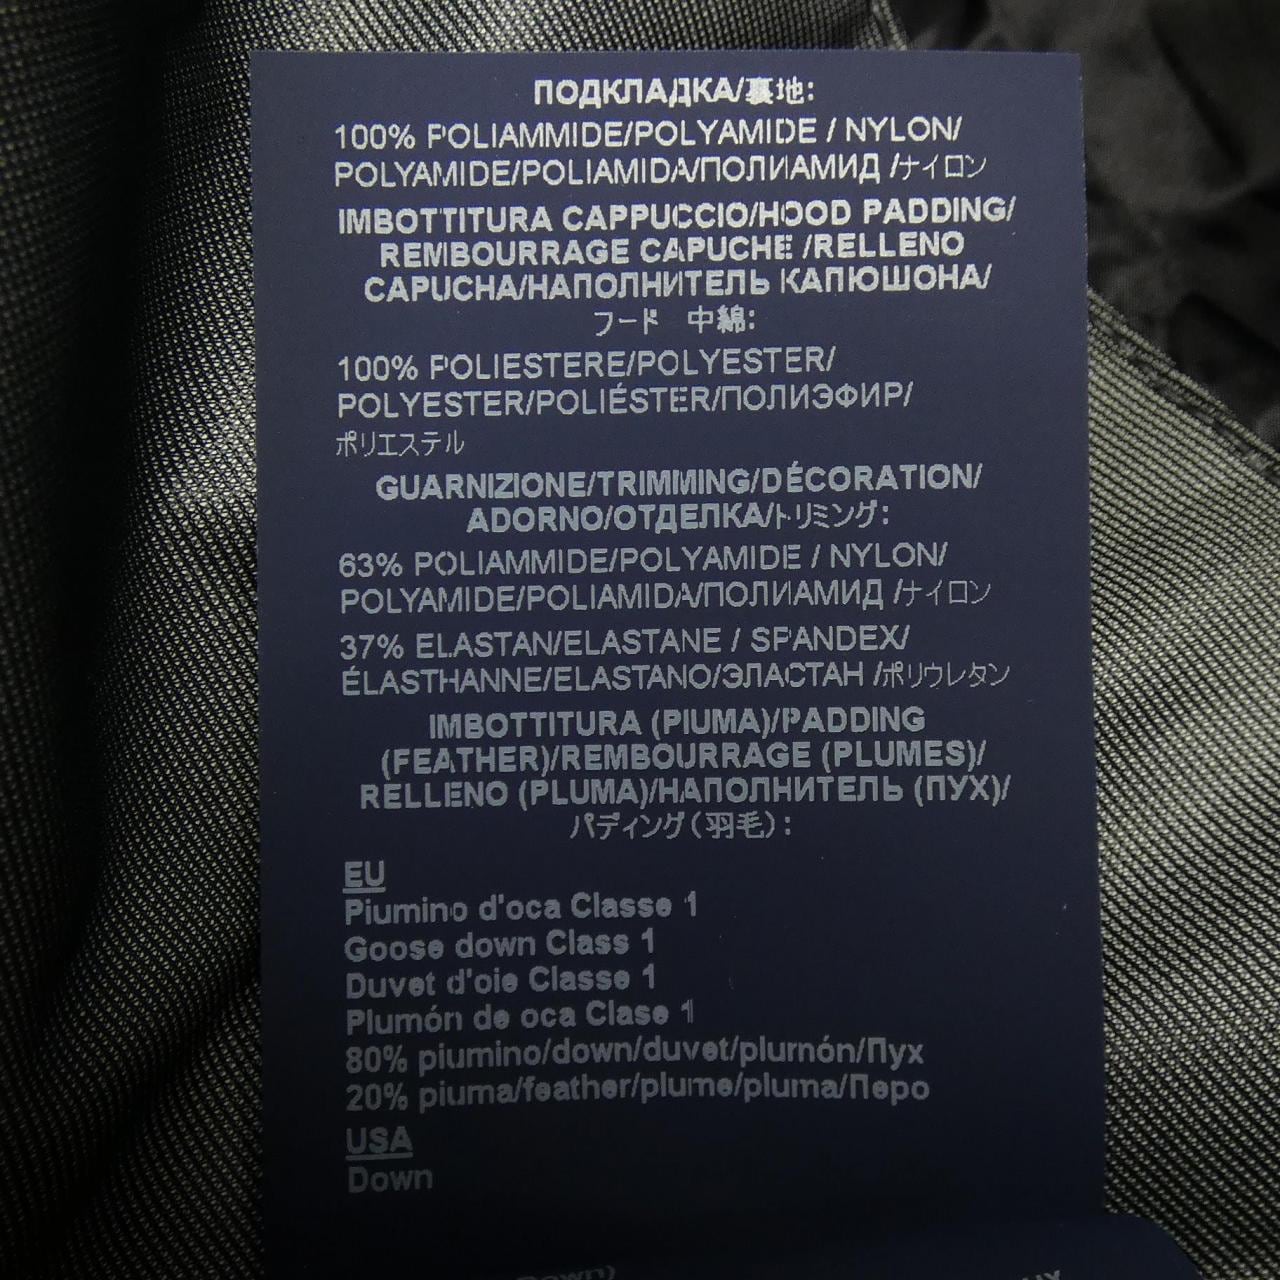 ПОДКЛАДКА/裏地:
100% POLIAMMIDE/POLYAMIDE / NYLON/
POLYAMIDE/POLIAMIDA/ПОЛИАМИД /ナイロン
IMBOTTITURA CAPPUCCIO/HOOD PADDING/
REMBOURRAGE CAPUCHE /RELLENO
CAPUCHA/НАПОЛНИТЕЛЬ КАПЮШОНА/
フード 中綿:
100% POLIESTERE/POLYESTER/
POLYESTER/POLIÉSTER/ПОЛИЭФИР/
ポリエステル
GUARNIZIONE/TRIMMING/DÉCORATION/
ADORNO/ОТДЕЛКА/トリミング:
63% POLIAMMIDE/POLYAMIDE / NYLON/
POLYAMIDE/POLIAMIDA/ПОЛИАМИД /ナイロン
37% ELASTAN/ELASTANE / SPANDEX/
ÉLASTHANNE/ELASTANO/ЭЛАСТАН /ポリウレタン
IMBOTTITURA (PIUMA)/PADDING
(FEATHER)/REMBOURRAGE (PLUMES)/
RELLENO (PLUMA)/НАПОЛНИТЕЛЬ (ПУХ)/
パディング(羽毛):
EU
Piumino d'oca Classe 1
Goose down Class 1
Duvet d'oie Classe 1
Plumón de oca Clase 1
80% piumino/down/duvet/plumón/Пух
20% piuma/feather/plume/pluma/Перо
USA
Down
Down)